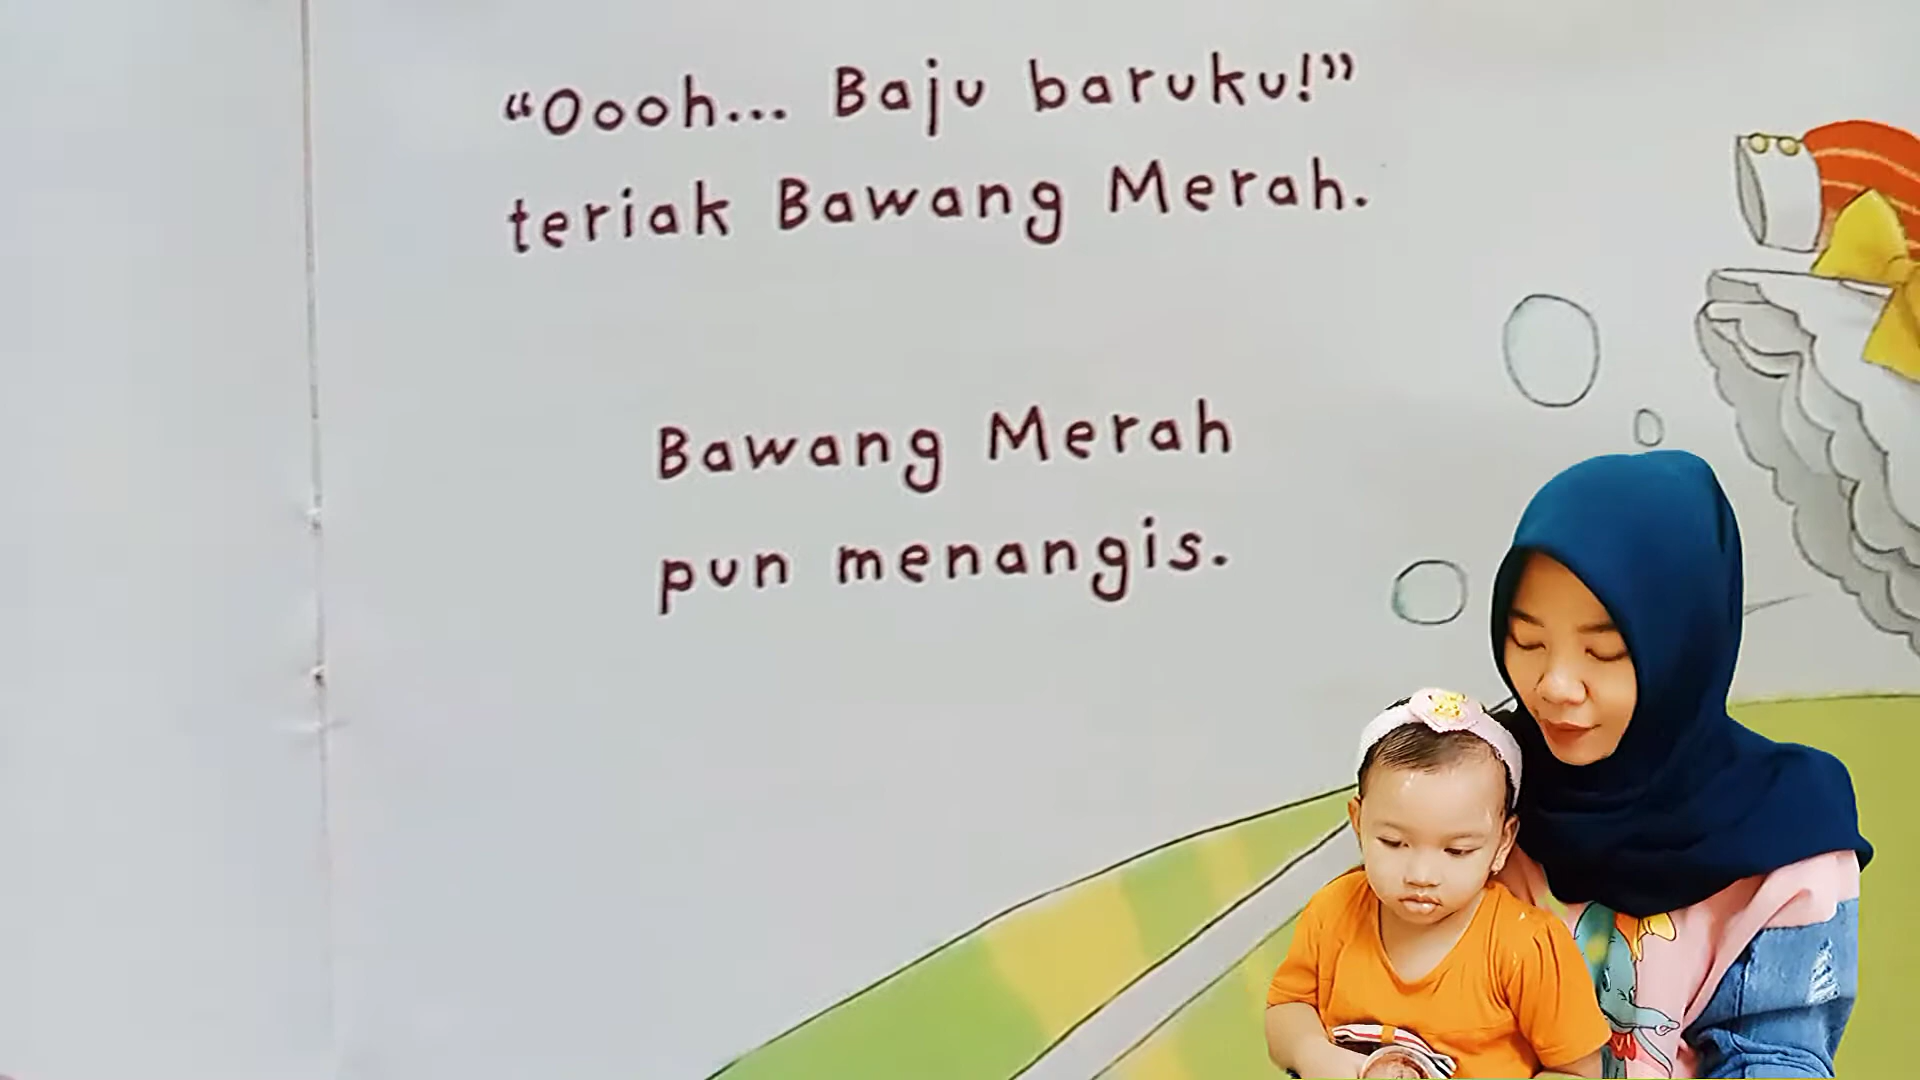 “Oooh... Baju baruku!”
teriak Bawang Merah.
Bawang Merah
pun menangis.